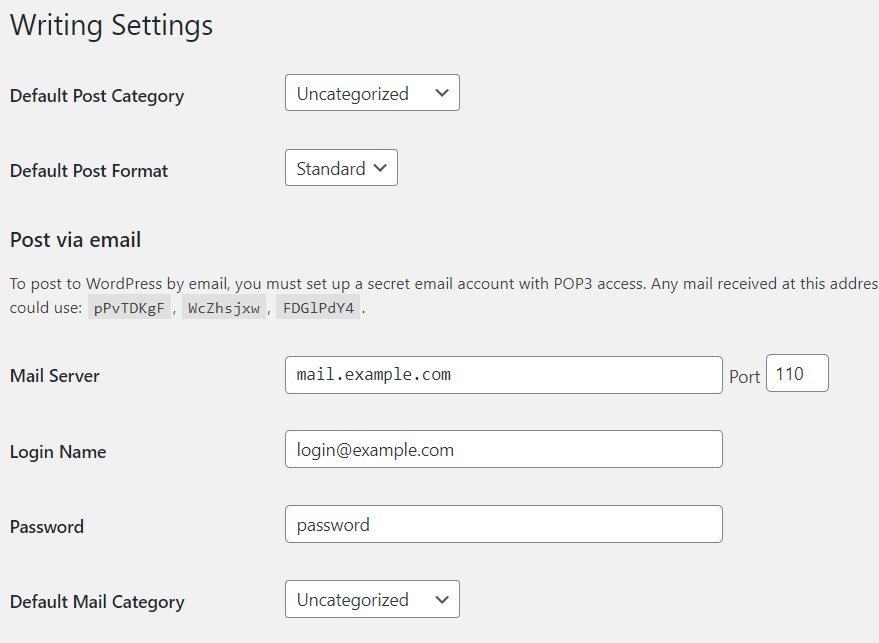 Writing Settings
Default Post Category Uncategorized
Default Post Format Standard
Post via email
To post to WordPress by email, you must set up a secret email account with POP3 access. Any mail received at this addres
could use: pPvTDKgF , WcZhsjxw , FDGlPdY4 .
Mail Server mail.example.com Port 110
Login Name login@example.com
Password password
Default Mail Category Uncategorized